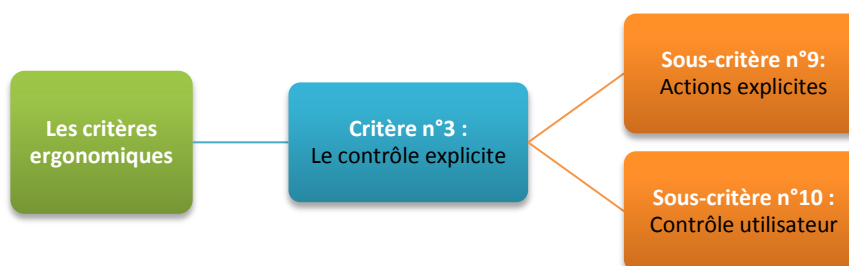 Les critères
ergonomiques
Critère n°3 :
Le contrôle explicite
Sous-critère n°9:
Actions explicites
Sous-critère n°10 :
Contrôle utilisateur